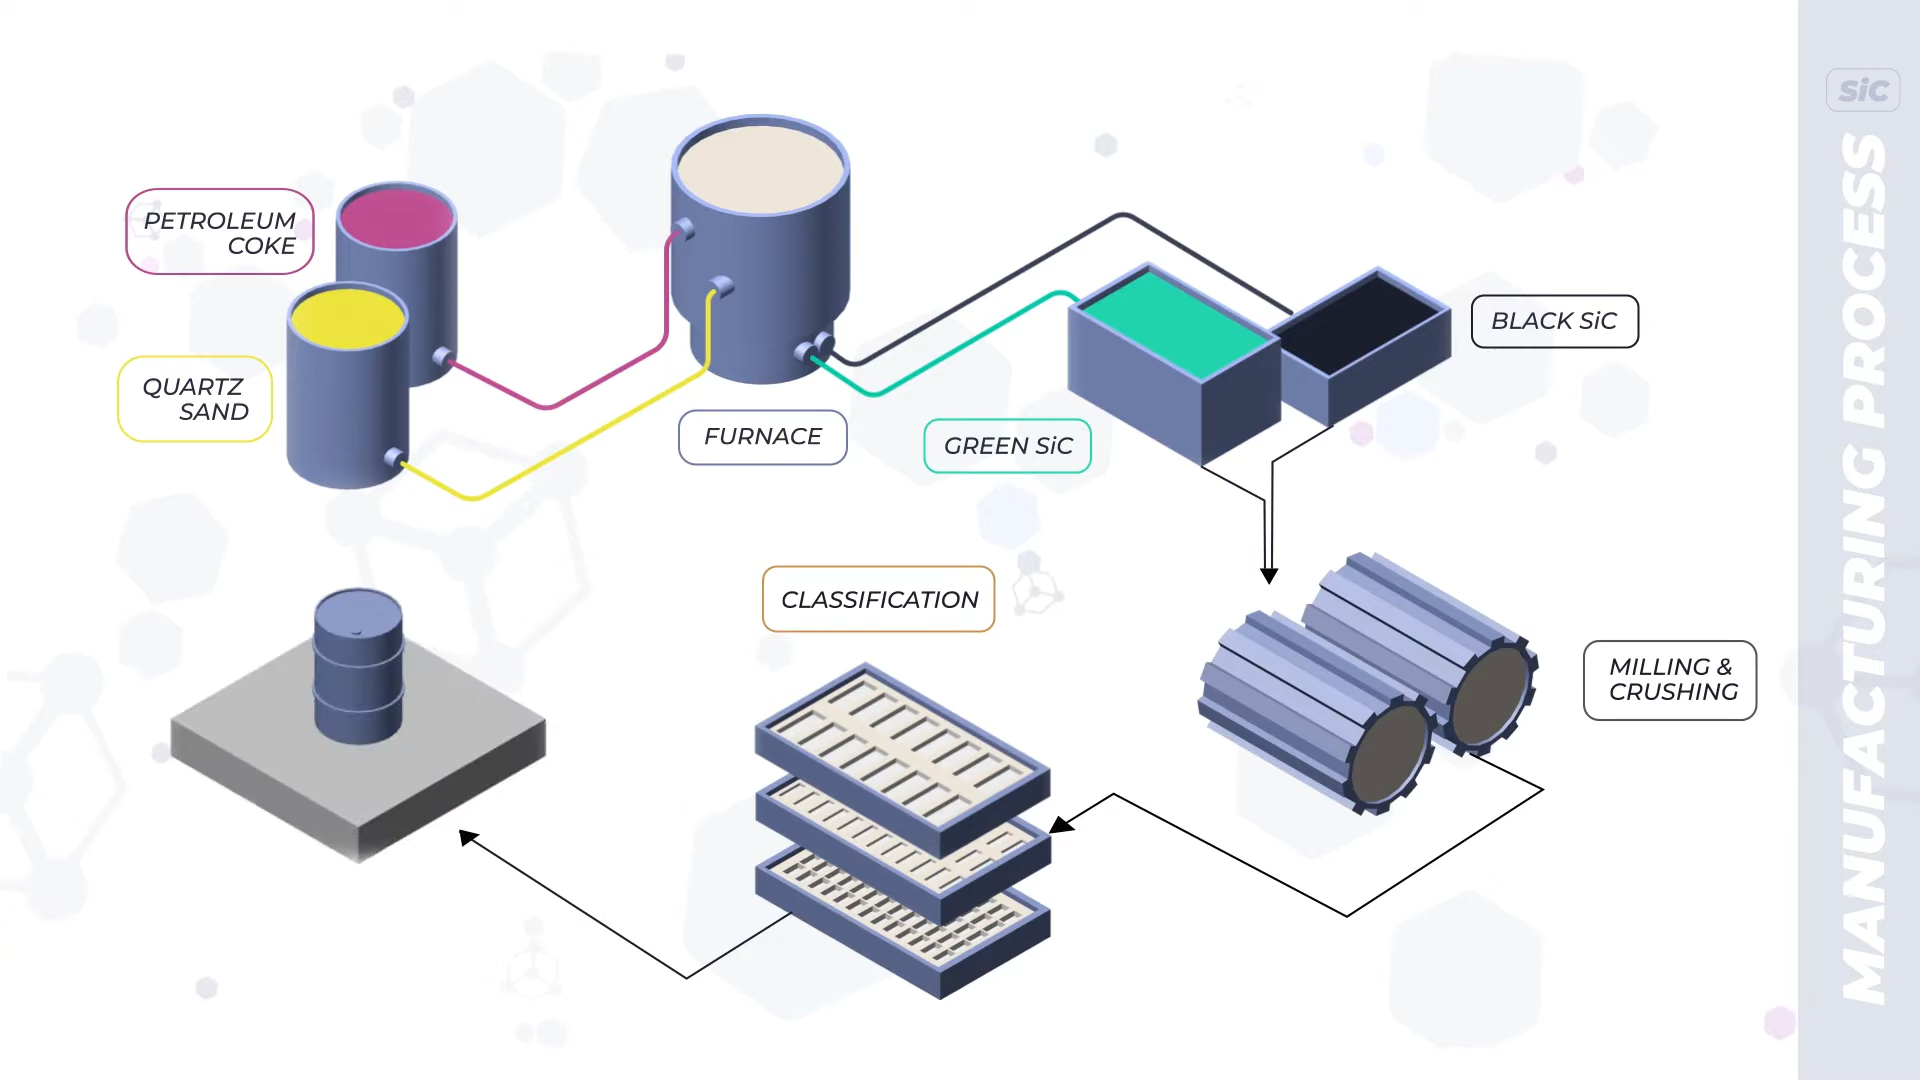 PETROLEUM
COKE
QUARTZ
SAND
FURNACE
GREEN SiC
BLACK SiC
CLASSIFICATION
MILLING &
CRUSHING
SiC
MANUFACTURING PROCESS